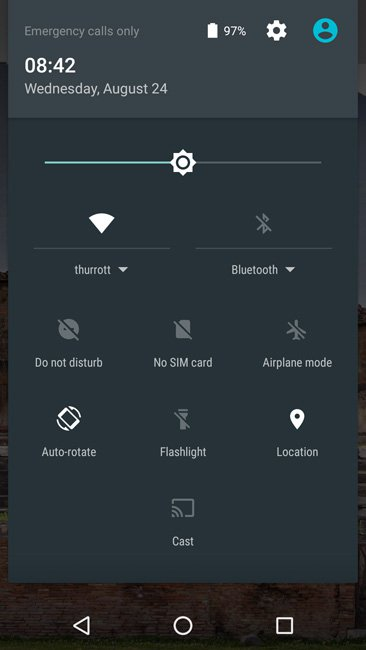 Emergency calls only
97%
08:42
Wednesday, August 24
thurrott
Bluetooth
Do not disturb
No SIM card
Airplane mode
Auto-rotate
Flashlight
Location
Cast